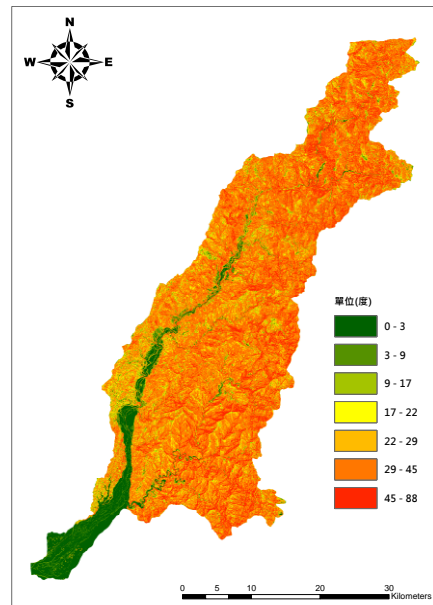 N
W E
S
單位(度)
0 - 3
3 - 9
9 - 17
17 - 22
22 - 29
29 - 45
45 - 88
0 5 10 20 30
Kilometers